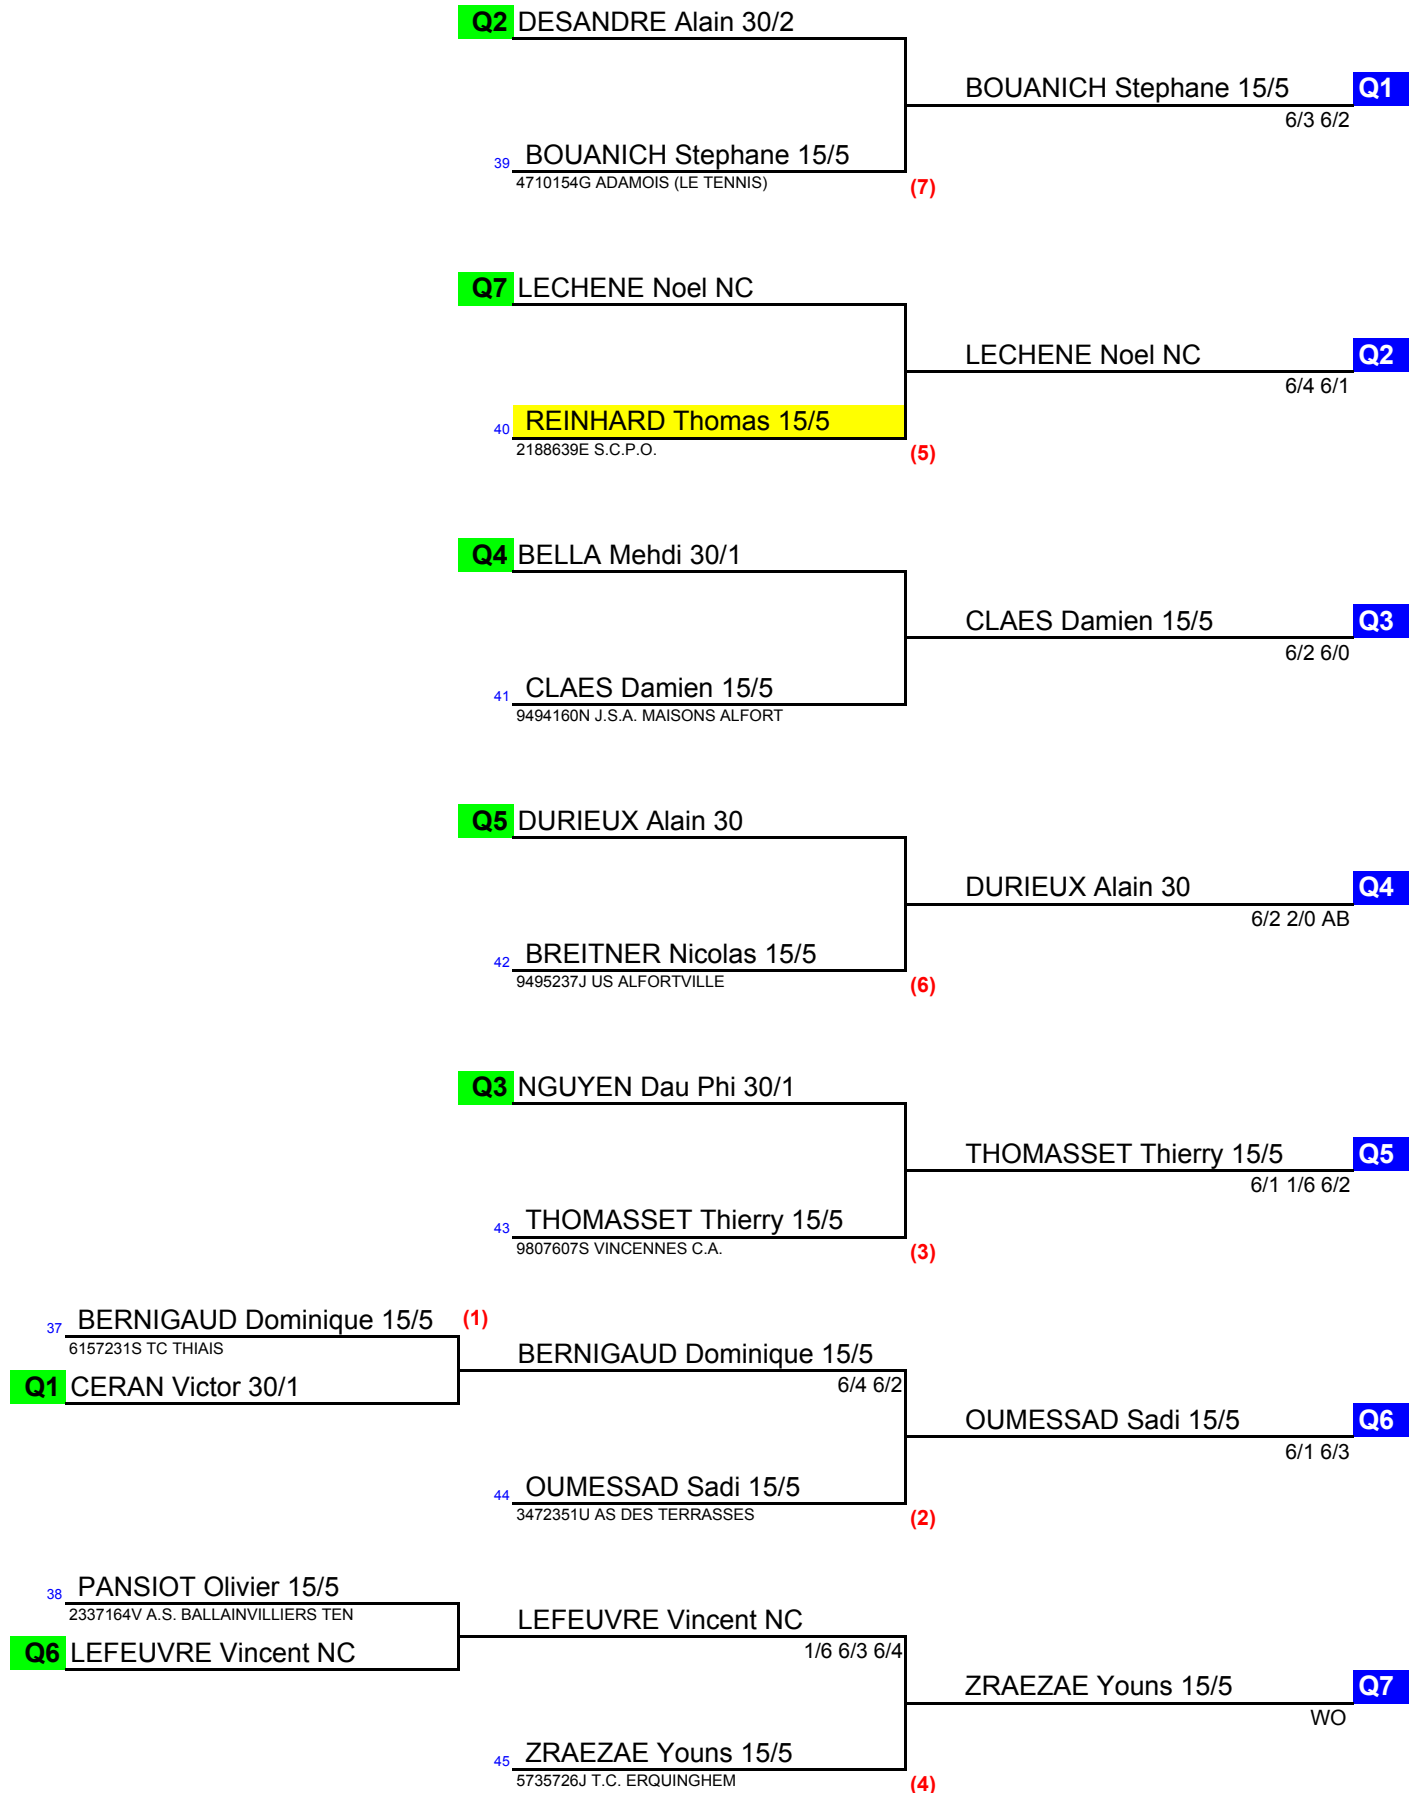 Q2 DESANDRE Alain 30/2
BOUANICH Stephane 15/5 Q1
6/3 6/2
39 BOUANICH Stephane 15/5
4710154G ADAMOIS (LE TENNIS)
(7)
Q7 LECHENE Noel NC
LECHENE Noel NC Q2
6/4 6/1
40 REINHARD Thomas 15/5
2188639E S.C.P.O.
(5)
Q4 BELLA Mehdi 30/1
CLAES Damien 15/5 Q3
6/2 6/0
41 CLAES Damien 15/5
9494160N J.S.A. MAISONS ALFORT
Q5 DURIEUX Alain 30
DURIEUX Alain 30 Q4
6/2 2/0 AB
42 BREITNER Nicolas 15/5
9495237J US ALFORTVILLE
(6)
Q3 NGUYEN Dau Phi 30/1
THOMASSET Thierry 15/5 Q5
6/1 1/6 6/2
43 THOMASSET Thierry 15/5
9807607S VINCENNES C.A.
(3)
37 BERNIGAUD Dominique 15/5 (1)
6157231S TC THIAIS
BERNIGAUD Dominique 15/5
6/4 6/2
Q1 CERAN Victor 30/1
OUMESSAD Sadi 15/5 Q6
6/1 6/3
44 OUMESSAD Sadi 15/5
3472351U AS DES TERRASSES
(2)
38 PANSIOT Olivier 15/5
2337164V A.S. BALLAINVILLIERS TEN
LEFEUVRE Vincent NC
1/6 6/3 6/4
Q6 LEFEUVRE Vincent NC
ZRAEZAE Youns 15/5 Q7
WO
45 ZRAEZAE Youns 15/5
5735726J T.C. ERQUINGHEM
(4)